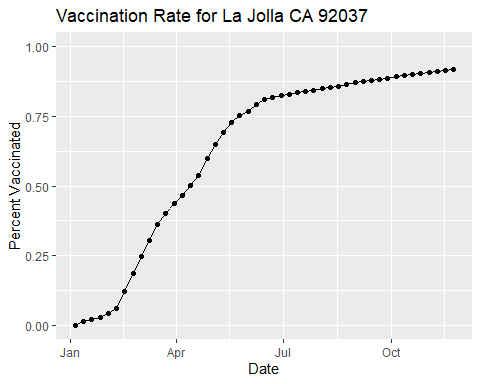 Vaccination Rate for La Jolla CA 92037
1.00
0.75
0.50
0.25
0.00
Percent Vaccinated
Jan Apr Jul Oct
Date